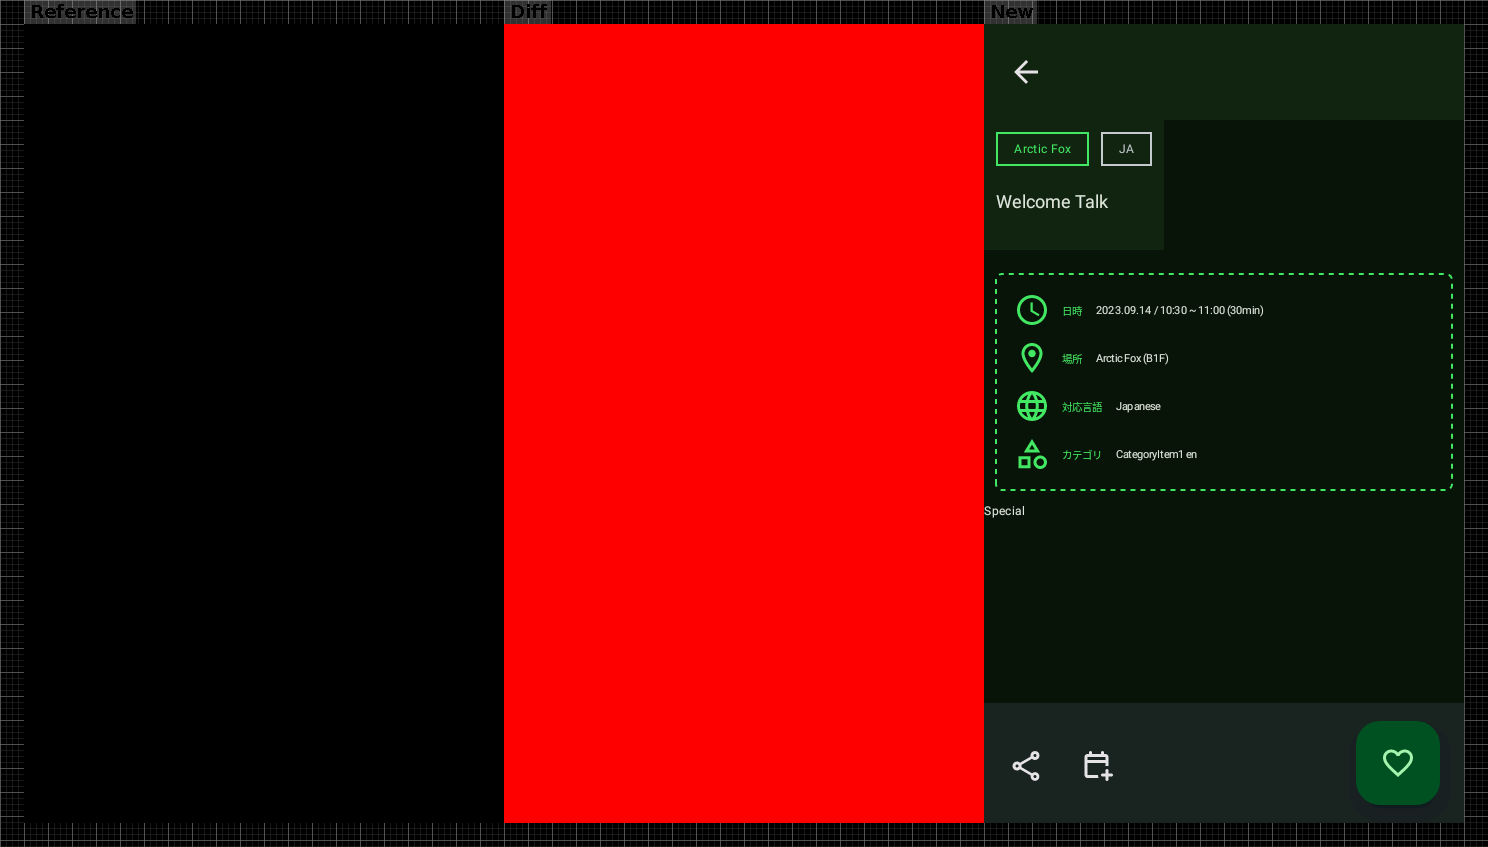 Reference
Diff
New
Arctic Fox
JA
Welcome Talk
日時 2023.09.14 / 10:30 ~ 11:00 (30min)
場所 Arctic Fox (B1F)
対応言語 Japanese
カテゴリ CategoryItem1 en
Special